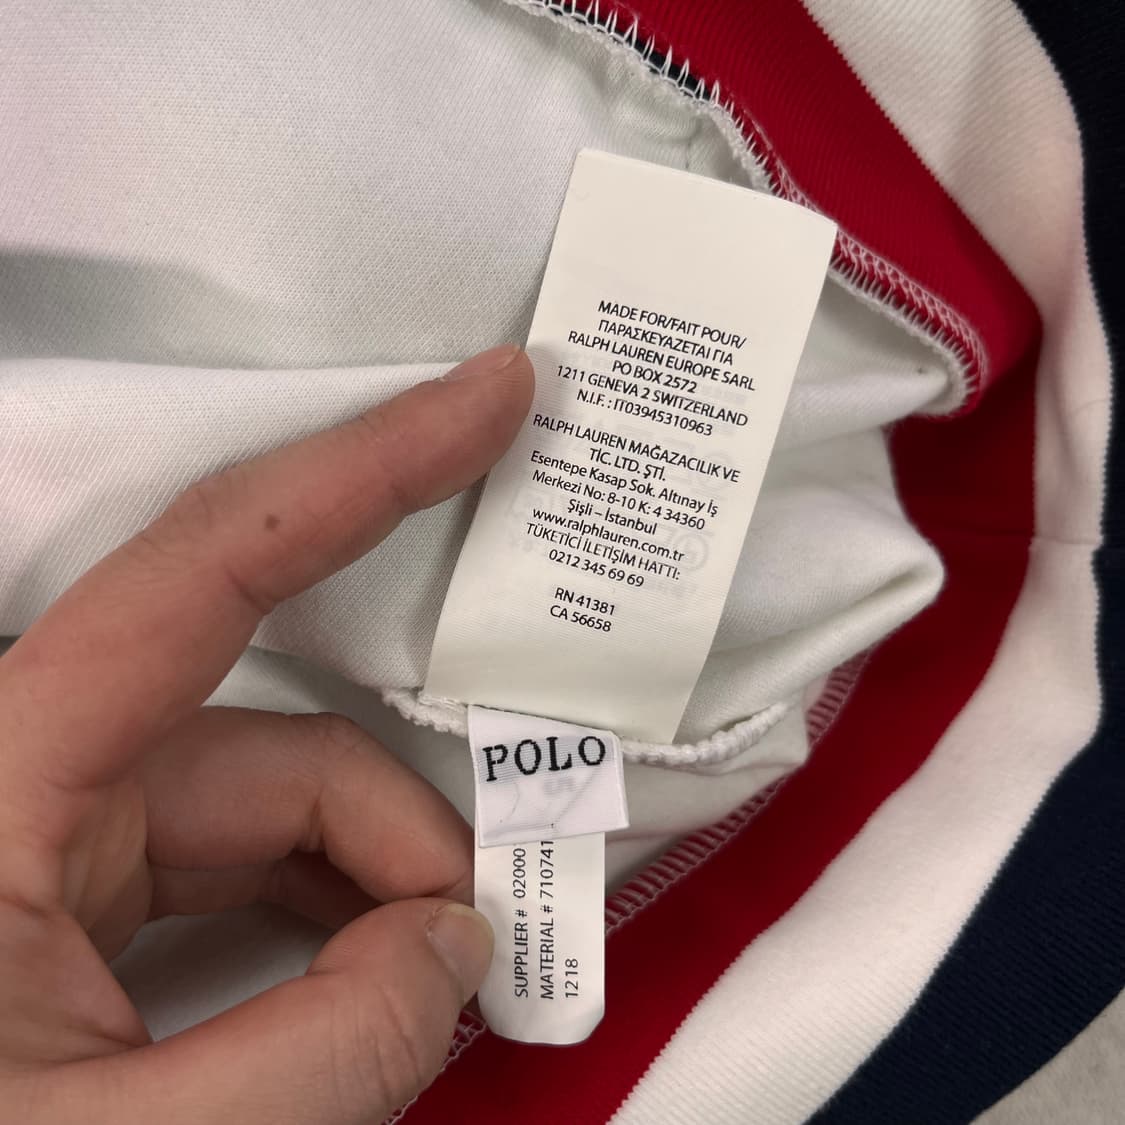 MADE FOR/FAIT POUR/
ΠΑΡΑΣΚΕΥΑΖΕΤΑΙ ΓΙΑ
RALPH LAUREN EUROPE SARL
PO BOX 2572
1211 GENEVA 2 SWITZERLAND
N.I.F. : IT03945310963
RALPH LAUREN MAĞAZACILIK VE
TİC. LTD. ŞTİ.
Esentepe Kasap Sok. Altınay İş
Merkezi No: 8-10 K: 4 34360
Şişli – İstanbul
www.ralphlauren.com.tr
TÜKETİCİ İLETİŞİM HATTI:
0212 345 69 69
RN 41381
CA 56658
POLO
SUPPLIER # 02000
MATERIAL # 710741
1218